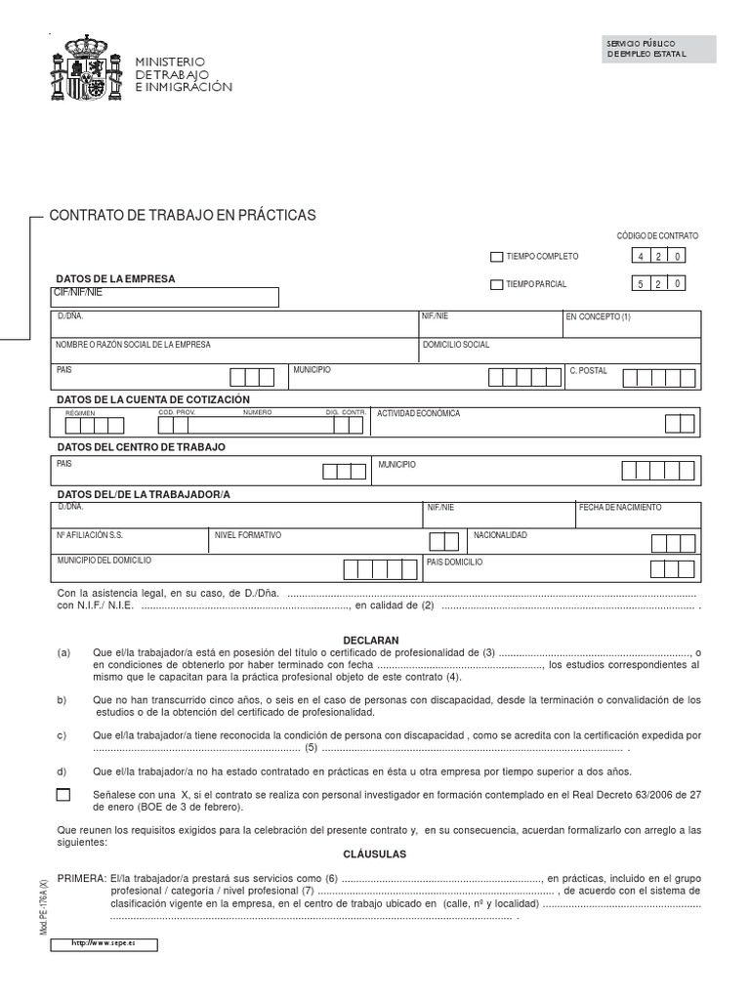 MINISTERIO
DE TRABAJO
E INMIGRACIÓN
SERVICIO PÚBLICO
DE EMPLEO ESTATAL
CONTRATO DE TRABAJO EN PRÁCTICAS
CÓDIGO DE CONTRATO
TIEMPO COMPLETO 4 2 0
DATOS DE LA EMPRESA
TIEMPO PARCIAL 5 2 0
CIF/NIF/NIE
D./DÑA. NIF./NIE EN CONCEPTO (1)
NOMBRE O RAZÓN SOCIAL DE LA EMPRESA DOMICILIO SOCIAL
PAIS MUNICIPIO C. POSTAL
DATOS DE LA CUENTA DE COTIZACIÓN
RÉGIMEN COD. PROV. NUMERO DIG. CONTR. ACTIVIDAD ECONÓMICA
DATOS DEL CENTRO DE TRABAJO
PAIS MUNICIPIO
DATOS DEL/DE LA TRABAJADOR/A
D./DÑA. NIF./NIE FECHA DE NACIMIENTO
Nº AFILIACIÓN S.S. NIVEL FORMATIVO NACIONALIDAD
MUNICIPIO DEL DOMICILIO PAIS DOMICILIO
Con la asistencia legal, en su caso, de D./Dña. ..........
con N.I.F./ N.I.E. .........., en calidad de (2) .......... .
DECLARAN
(a) Que el/la trabajador/a está en posesión del título o certificado de profesionalidad de (3) .........., o
en condiciones de obtenerlo por haber terminado con fecha .........., los estudios correspondientes al
mismo que le capacitan para la práctica profesional objeto de este contrato (4).
b) Que no han transcurrido cinco años, o seis en el caso de personas con discapacidad, desde la terminación o convalidación de los
estudios o de la obtención del certificado de profesionalidad.
c) Que el/la trabajador/a tiene reconocida la condición de persona con discapacidad , como se acredita con la certificación expedida por
.......... (5) .......... .
d) Que el/la trabajador/a no ha estado contratado en prácticas en ésta u otra empresa por tiempo superior a dos años.
Señalese con una X, si el contrato se realiza con personal investigador en formación contemplado en el Real Decreto 63/2006 de 27
de enero (BOE de 3 de febrero).
Que reunen los requisitos exigidos para la celebración del presente contrato y, en su consecuencia, acuerdan formalizarlo con arreglo a las
siguientes:
CLÁUSULAS
PRIMERA: El/la trabajador/a prestará sus servicios como (6) .........., en prácticas, incluido en el grupo
profesional / categoría / nivel profesional (7) .......... , de acuerdo con el sistema de
clasificación vigente en la empresa, en el centro de trabajo ubicado en (calle, nº y localidad) ..........
.......... .
Mod. PE-176A (X)
http://www.sepe.es